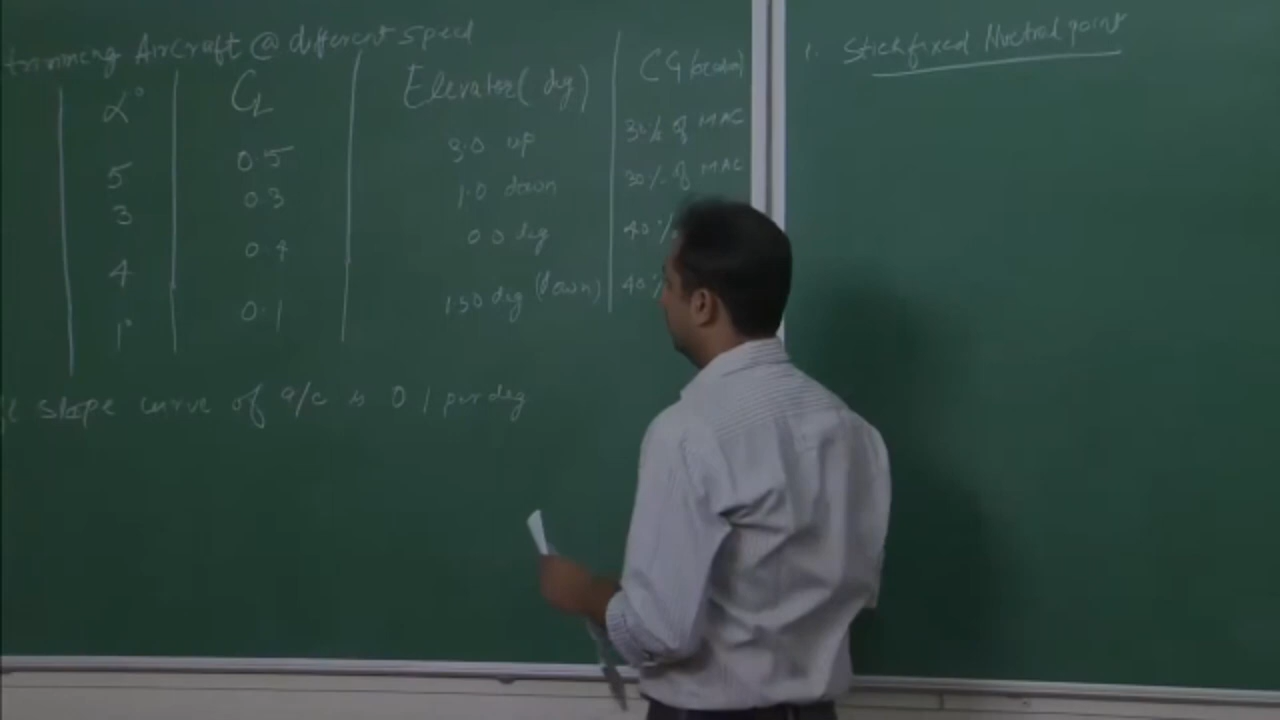 trimming Aircraft @ different speed
α° CL Elevator (deg) CG
5 0.5 3.0 up 30% of MAC
3 0.3 1.0 down 30% of MAC
4 0.4 0.0 deg 40%
1° 0.1 1.50 deg (down) 40%
slope curve of a/c is 0.1 per deg
1. Stick fixed Neutral point